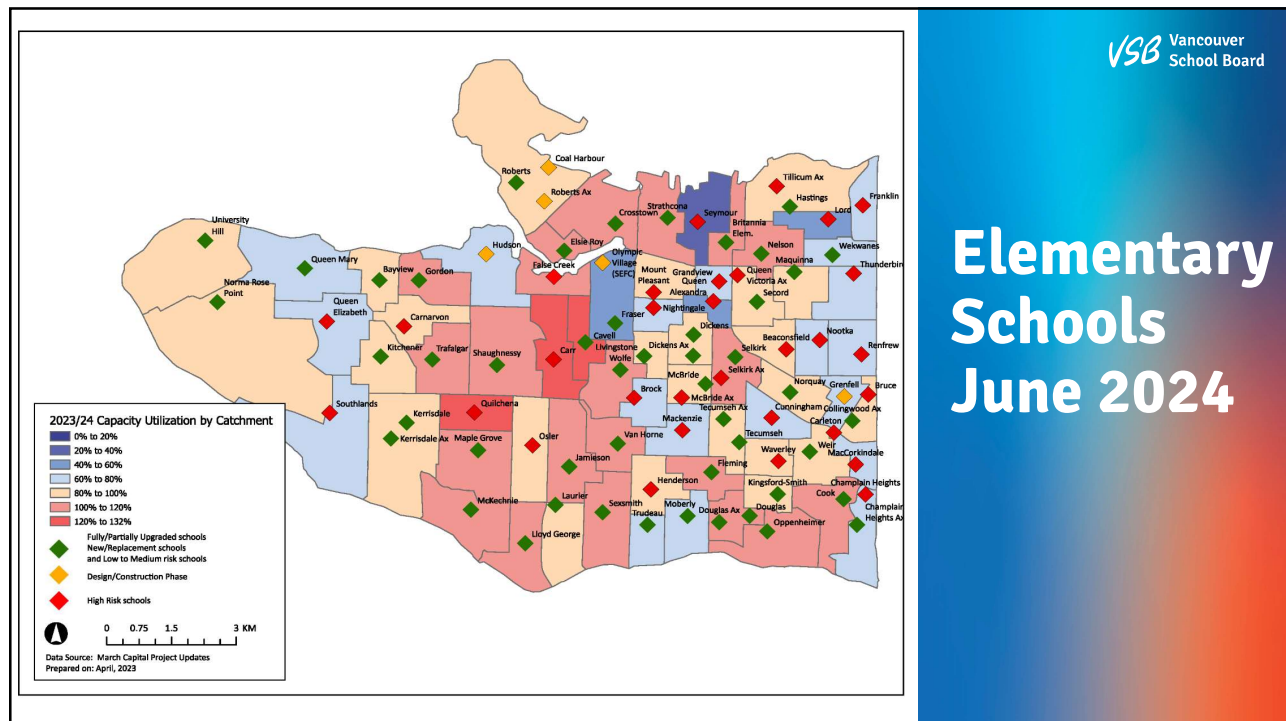 Coal Harbour
Roberts
Roberts Ax
Tillicum Ax
Hastings
Franklin
Strathcona
Seymour
Lord
Crosstown
University
Hill
Britannia
Elem.
Elsie Roy
Hudson
Nelson
Wekwanes
Olympic
Village
(SEFC)
Queen Mary
Maquinna
False Creek
Bayview
Gordon
Mount
Pleasant
Grandview
Queen
Alexandra
Queen
Victoria Ax
Thunderbin
Norma Rose
Point
Queen
Elizabeth
Secord
Nightingale
Carnarvon
Fraser
Dickens
Nootka
Beaconsfield
Renfrew
Kitchener
Trafalgar
Shaughnessy
Carr
Cavell
Livingstone
Wolfe
Dickens Ax
Selkirk
Selkirk Ax
McBride
McBride Ax
Brock
Norquay
Grenfell
Bruce
Collingwood Ax
Southlands
Quilchena
Kerrisdale
Kerrisdale Ax
Mackenzie
Tecumseh Ax
Cunningham
Carleton
Maple Grove
Osler
Van Horne
Tecumseh
Waverley
Weir
MacCorkindale
Jamieson
Fleming
Henderson
Kingsford-Smith
Champlain Heights
Cook
McKechnie
Laurier
Sexsmith
Trudeau
Moberly
Douglas Ax
Douglas
Champlain
Heights Ax
Oppenheimer
Lloyd George
2023/24 Capacity Utilization by Catchment
0% to 20%
20% to 40%
40% to 60%
60% to 80%
80% to 100%
100% to 120%
120% to 132%
Fully/Partially Upgraded schools
New/Replacement schools
and Low to Medium risk schools
Design/Construction Phase
High Risk schools
0 0.75 1.5 3 KM
Data Source: March Capital Project Updates
Prepared on: April, 2023
VSB Vancouver
School Board
Elementary
Schools
June 2024